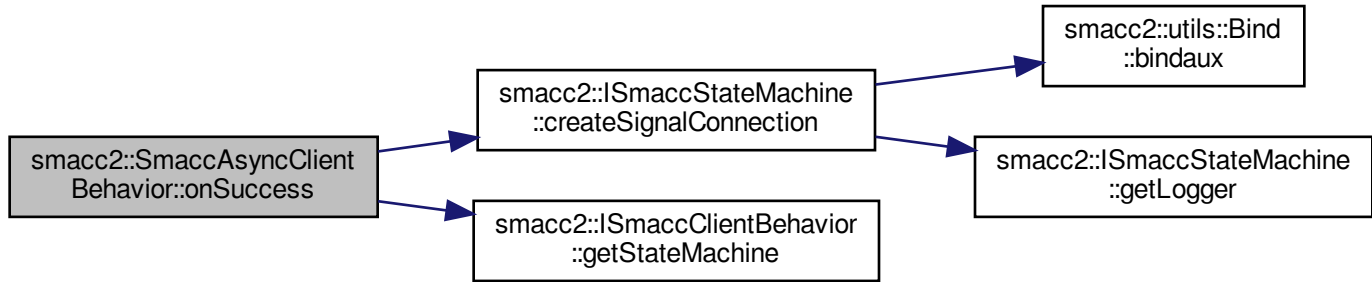 smacc2::SmaccAsyncClient
Behavior::onSuccess
smacc2::ISmaccStateMachine
::createSignalConnection
smacc2::ISmaccClientBehavior
::getStateMachine
smacc2::utils::Bind
::bindaux
smacc2::ISmaccStateMachine
::getLogger